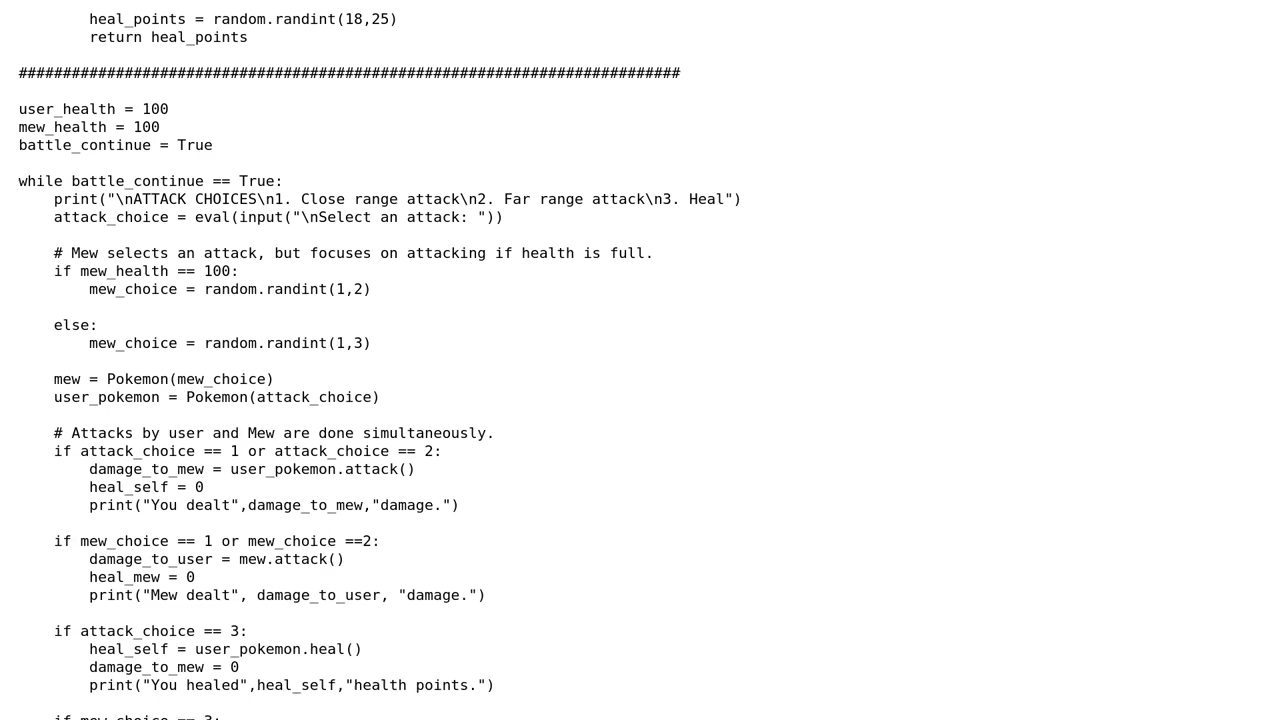 heal_points = random.randint(18,25)
return heal_points
###########################################################################
user_health = 100
mew_health = 100
battle_continue = True
while battle_continue == True:
print("\nATTACK CHOICES\n1. Close range attack\n2. Far range attack\n3. Heal")
attack_choice = eval(input("\nSelect an attack: "))
# Mew selects an attack, but focuses on attacking if health is full.
if mew_health == 100:
mew_choice = random.randint(1,2)
else:
mew_choice = random.randint(1,3)
mew = Pokemon(mew_choice)
user_pokemon = Pokemon(attack_choice)
# Attacks by user and Mew are done simultaneously.
if attack_choice == 1 or attack_choice == 2:
damage_to_mew = user_pokemon.attack()
heal_self = 0
print("You dealt",damage_to_mew,"damage.")
if mew_choice == 1 or mew_choice ==2:
damage_to_user = mew.attack()
heal_mew = 0
print("Mew dealt", damage_to_user, "damage.")
if attack_choice == 3:
heal_self = user_pokemon.heal()
damage_to_mew = 0
print("You healed",heal_self,"health points.")
if mew_choice == 3: